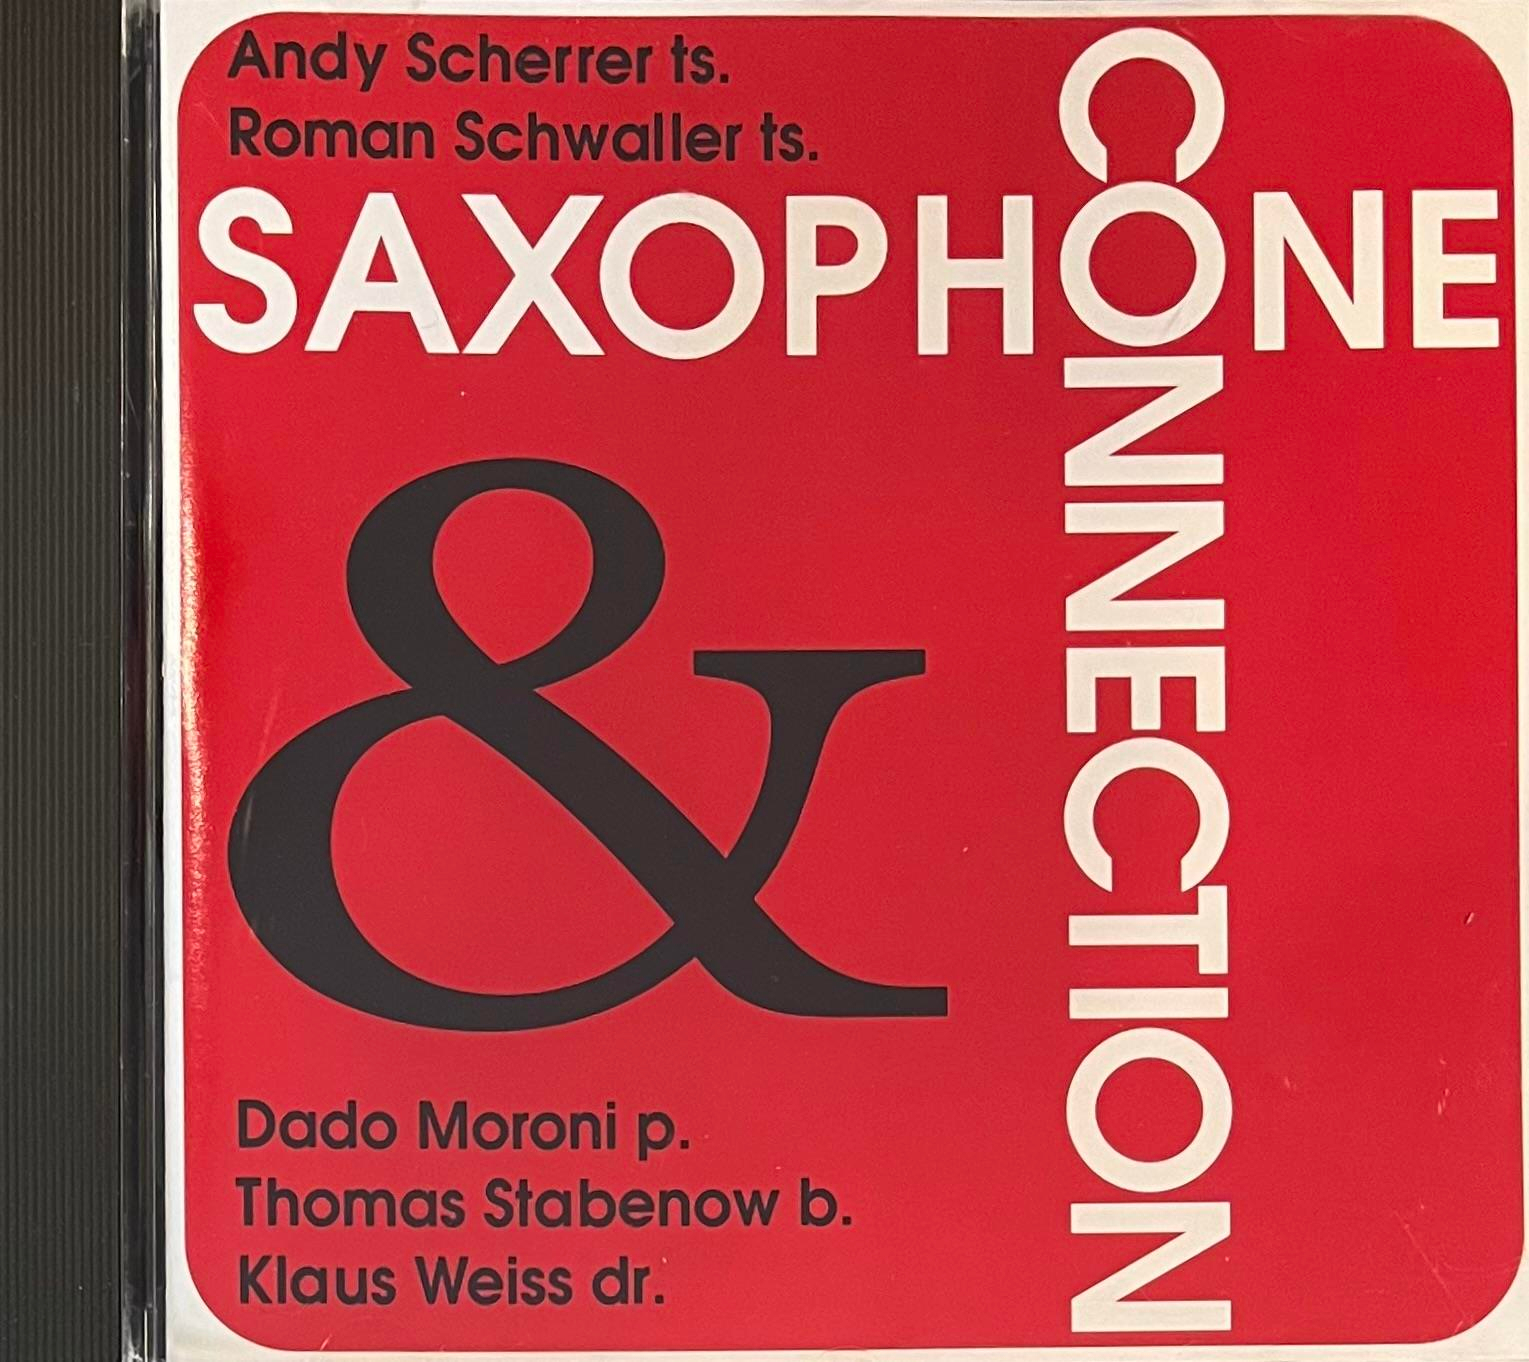 Andy Scherrer ts.
Roman Schwaller ts.
SAXOPHONE
CONNECTION
&
Dado Moroni p.
Thomas Stabenow b.
Klaus Weiss dr.